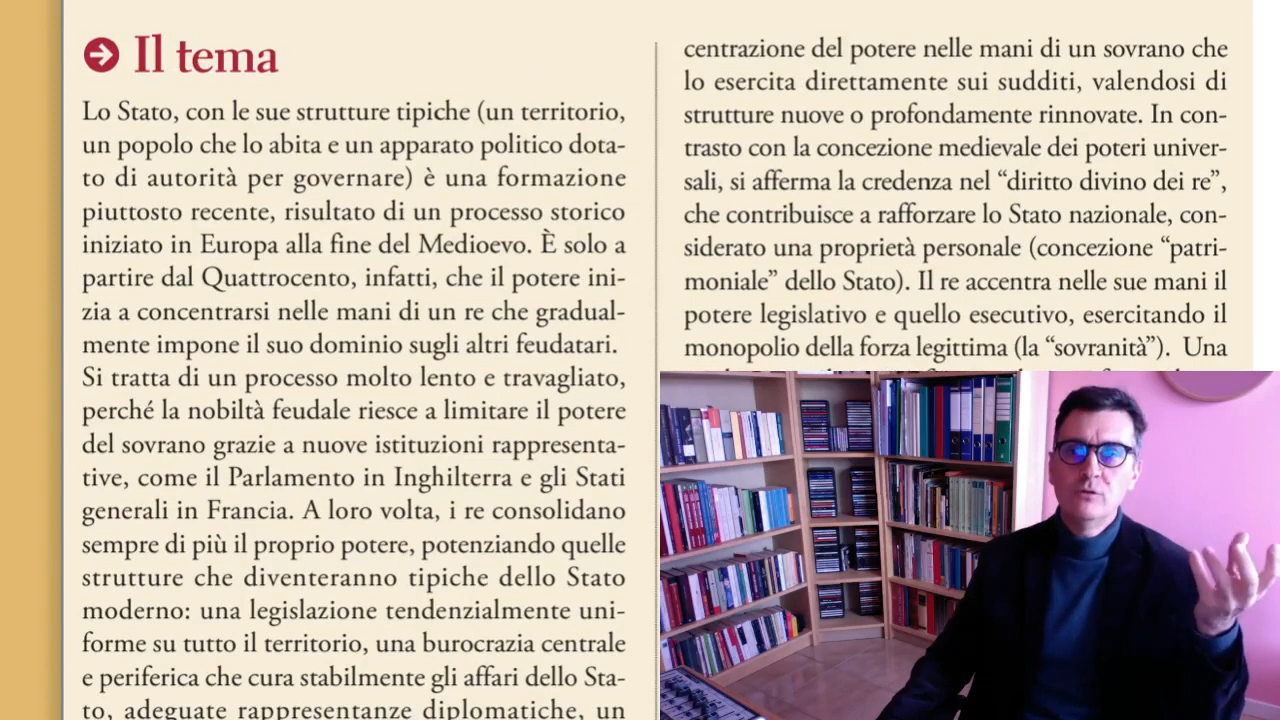 Il tema
Lo Stato, con le sue strutture tipiche (un territorio,
un popolo che lo abita e un apparato politico dota-
to di autorità per governare) è una formazione
piuttosto recente, risultato di un processo storico
iniziato in Europa alla fine del Medioevo. È solo a
partire dal Quattrocento, infatti, che il potere ini-
zia a concentrarsi nelle mani di un re che gradual-
mente impone il suo dominio sugli altri feudatari.
Si tratta di un processo molto lento e travagliato,
perché la nobiltà feudale riesce a limitare il potere
del sovrano grazie a nuove istituzioni rappresenta-
tive, come il Parlamento in Inghilterra e gli Stati
generali in Francia. A loro volta, i re consolidano
sempre di più il proprio potere, potenziando quelle
strutture che diventeranno tipiche dello Stato
moderno: una legislazione tendenzialmente uni-
forme su tutto il territorio, una burocrazia centrale
e periferica che cura stabilmente gli affari dello Sta-
to, adeguate rappresentanze diplomatiche, un
centrazione del potere nelle mani di un sovrano che
lo esercita direttamente sui sudditi, valendosi di
strutture nuove o profondamente rinnovate. In con-
trasto con la concezione medievale dei poteri univer-
sali, si afferma la credenza nel “diritto divino dei re”,
che contribuisce a rafforzare lo Stato nazionale, con-
siderato una proprietà personale (concezione “patri-
moniale” dello Stato). Il re accentra nelle sue mani il
potere legislativo e quello esecutivo, esercitando il
monopolio della forza legittima (la “sovranità”). Una